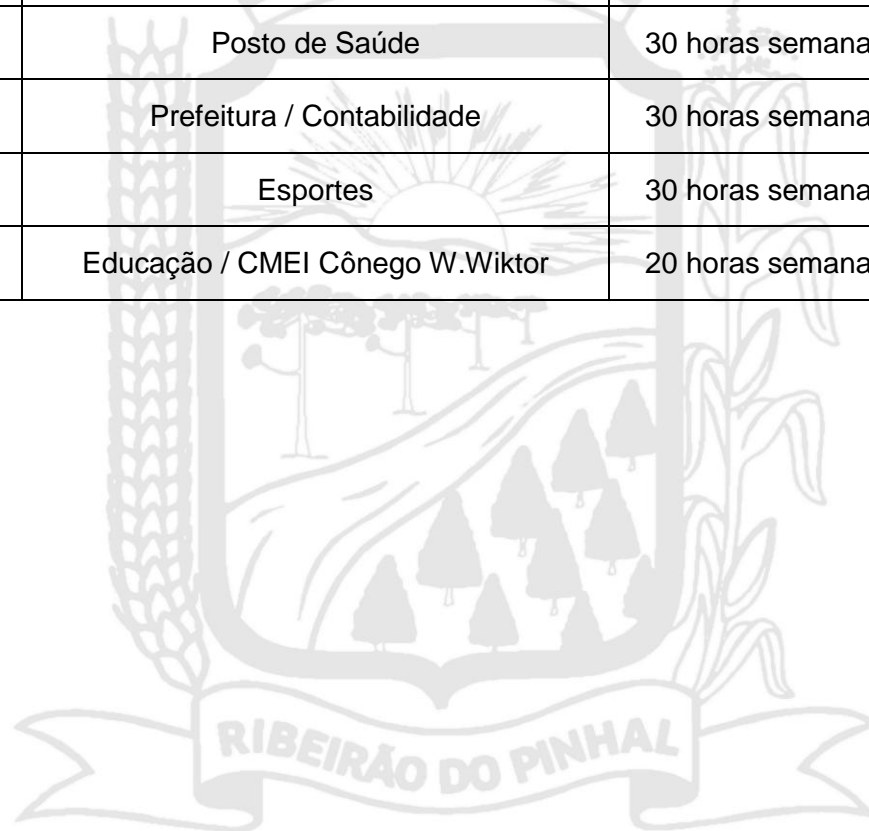 Posto de Saúde 30 horas semana
Prefeitura / Contabilidade 30 horas semana
Esportes 30 horas semana
Educação / CMEI Cônego W.Wiktor 20 horas semana
RIBEIRÃO DO PINHAL